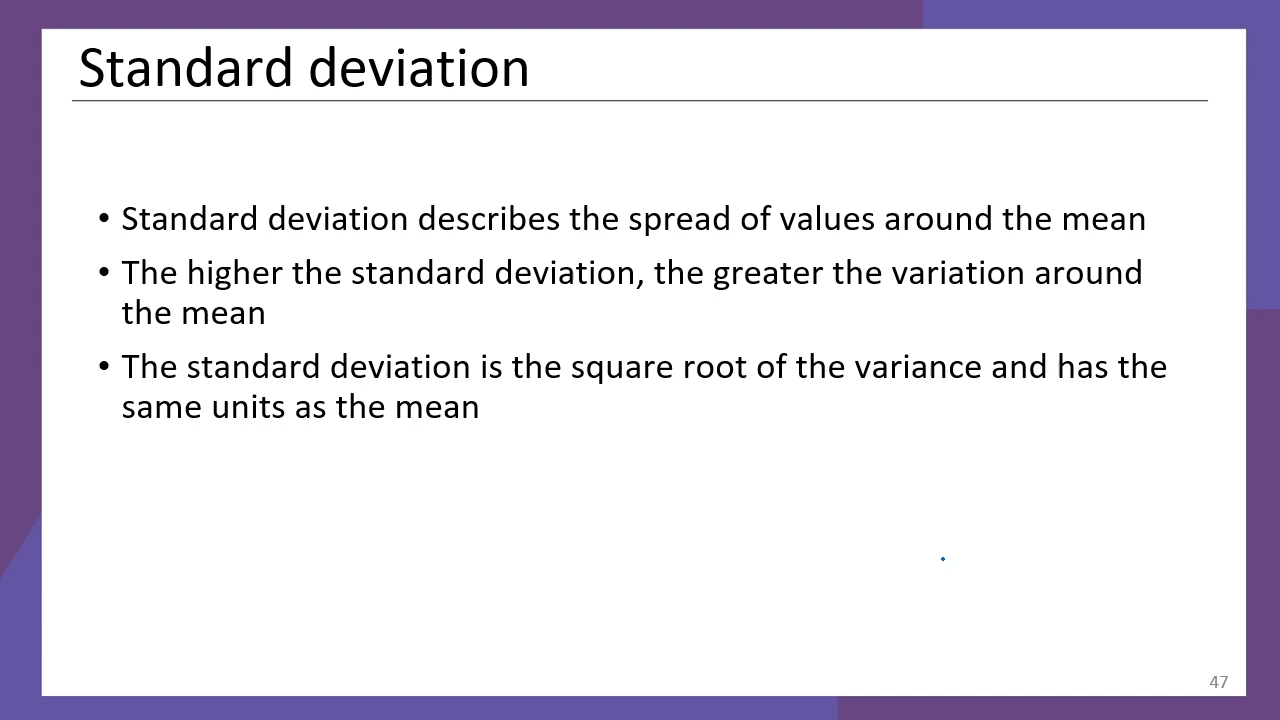 Standard deviation
• Standard deviation describes the spread of values around the mean
• The higher the standard deviation, the greater the variation around
the mean
• The standard deviation is the square root of the variance and has the
same units as the mean
47